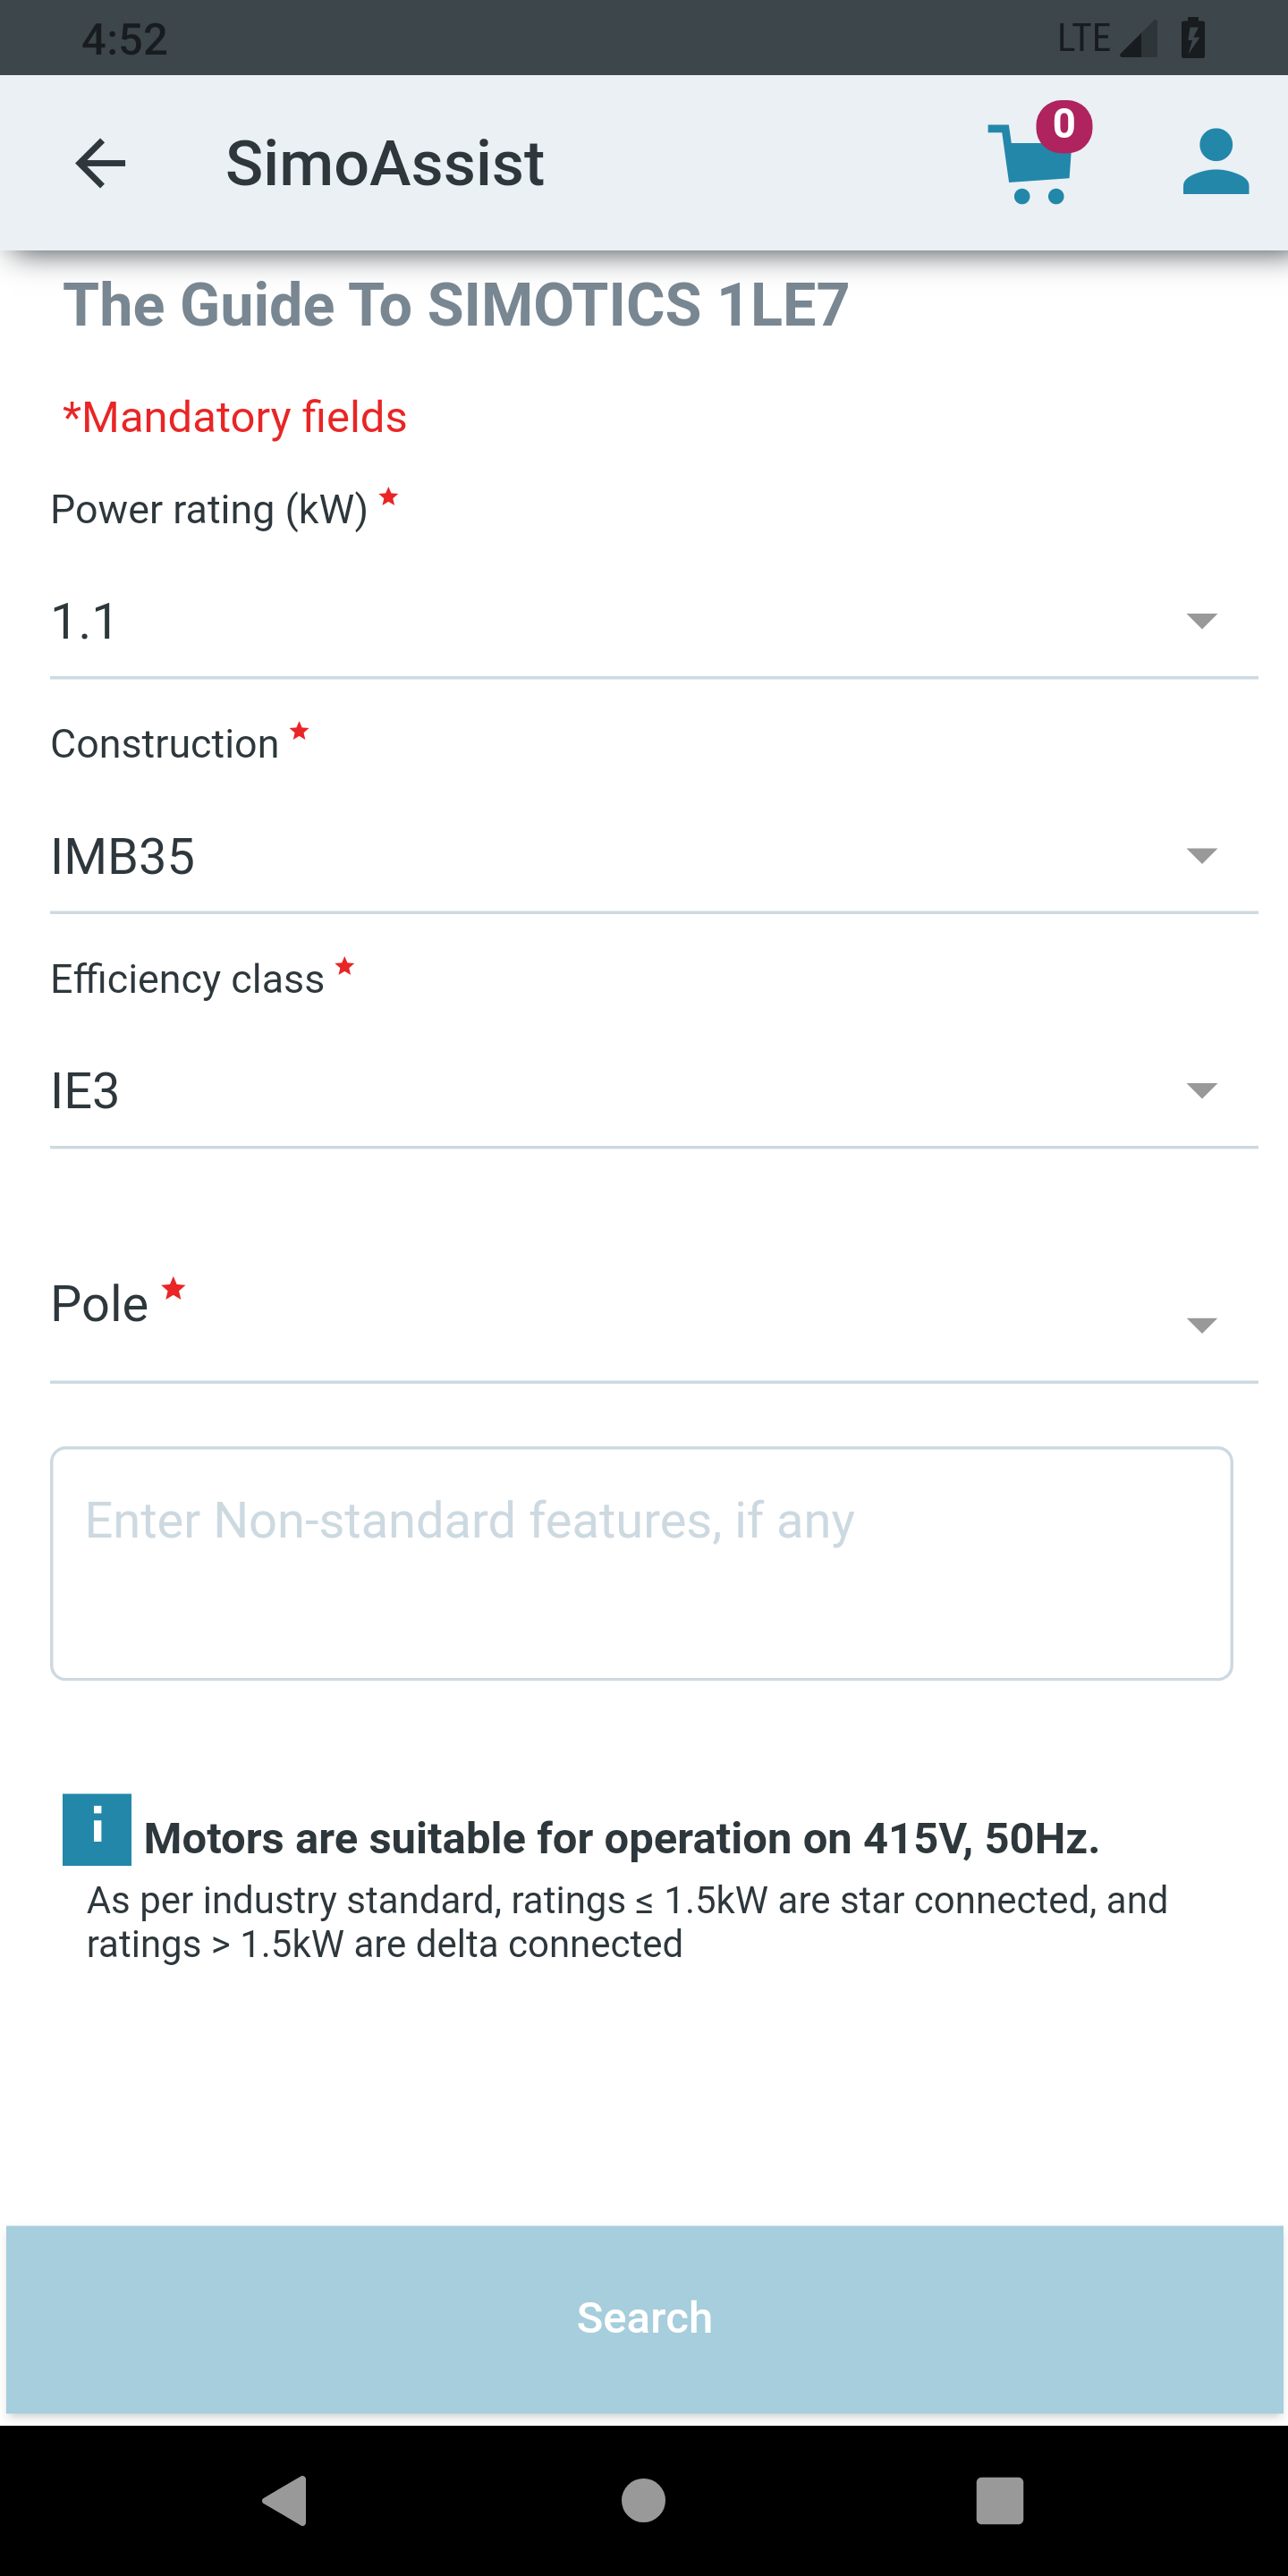 4:52
LTE
SimoAssist
0
The Guide To SIMOTICS 1LE7
*Mandatory fields
Power rating (kW) *
1.1
Construction *
IMB35
Efficiency class *
IE3
Pole *
Enter Non-standard features, if any
i Motors are suitable for operation on 415V, 50Hz.
As per industry standard, ratings ≤ 1.5kW are star connected, and
ratings > 1.5kW are delta connected
Search